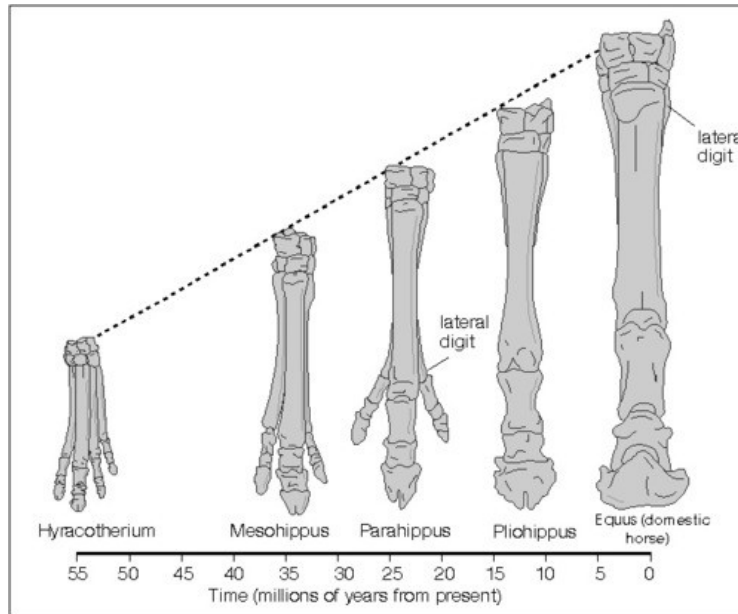 lateral
digit
lateral
digit
Hyracotherium
Mesohippus
Parahippus
Pliohippus
Equus (domestic
horse)
55 50 45 40 35 30 25 20 15 10 5 0
Time (millions of years from present)